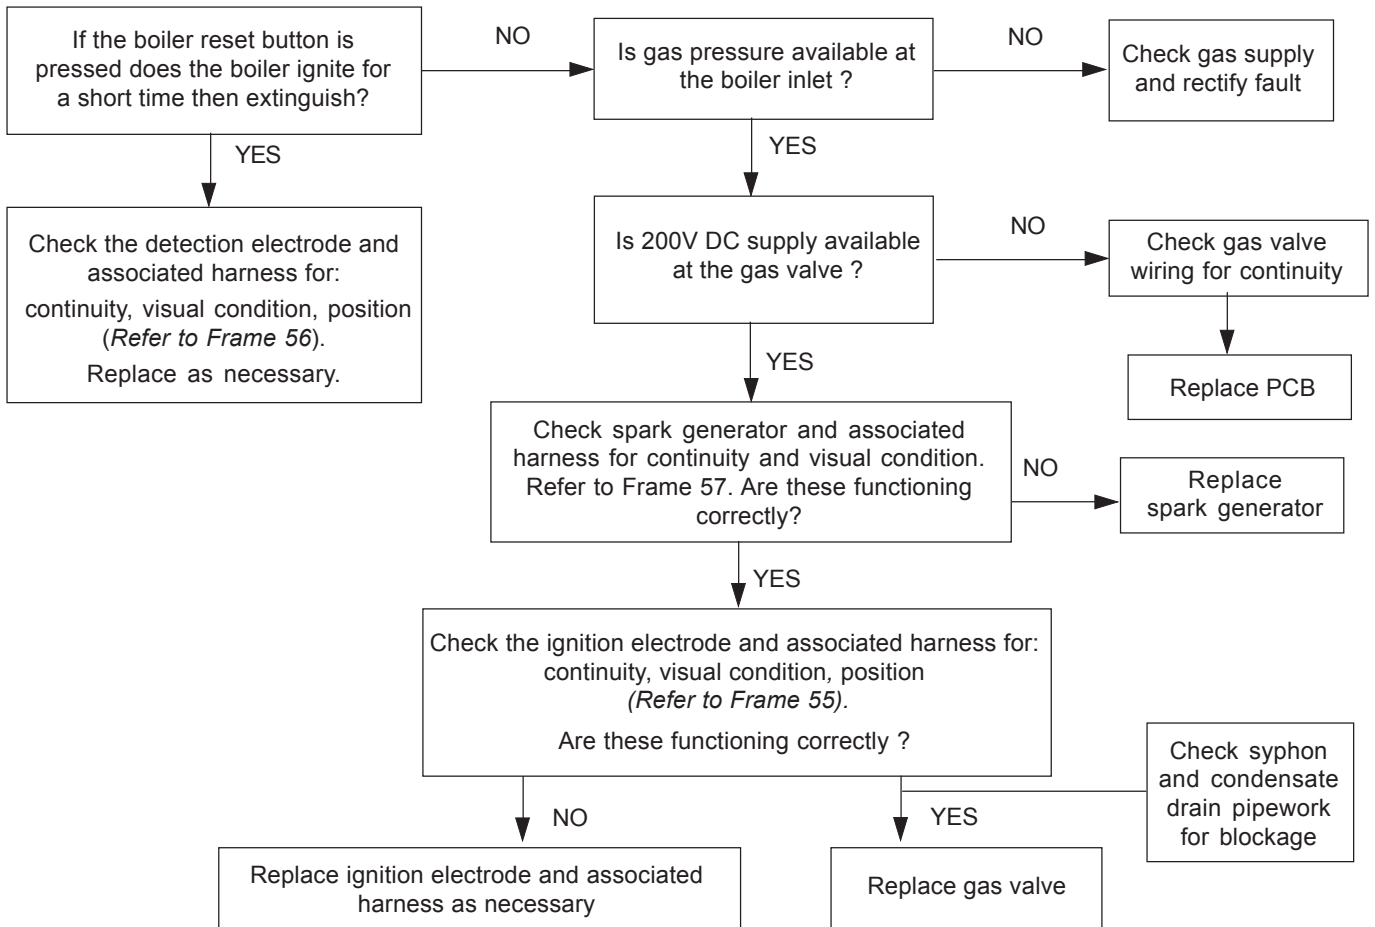 If the boiler reset button is
pressed does the boiler ignite for
a short time then extinguish?
NO
Is gas pressure available at
the boiler inlet ?
NO
Check gas supply
and rectify fault
YES
YES
Check the detection electrode and
associated harness for:
continuity, visual condition, position
(Refer to Frame 56).
Replace as necessary.
Is 200V DC supply available
at the gas valve ?
NO
Check gas valve
wiring for continuity
Replace PCB
YES
Check spark generator and associated
harness for continuity and visual condition.
Refer to Frame 57. Are these functioning
correctly?
NO
Replace
spark generator
YES
Check the ignition electrode and associated harness for:
continuity, visual condition, position
(Refer to Frame 55).
Are these functioning correctly ?
Check syphon
and condensate
drain pipework
for blockage
NO
YES
Replace ignition electrode and associated
harness as necessary
Replace gas valve